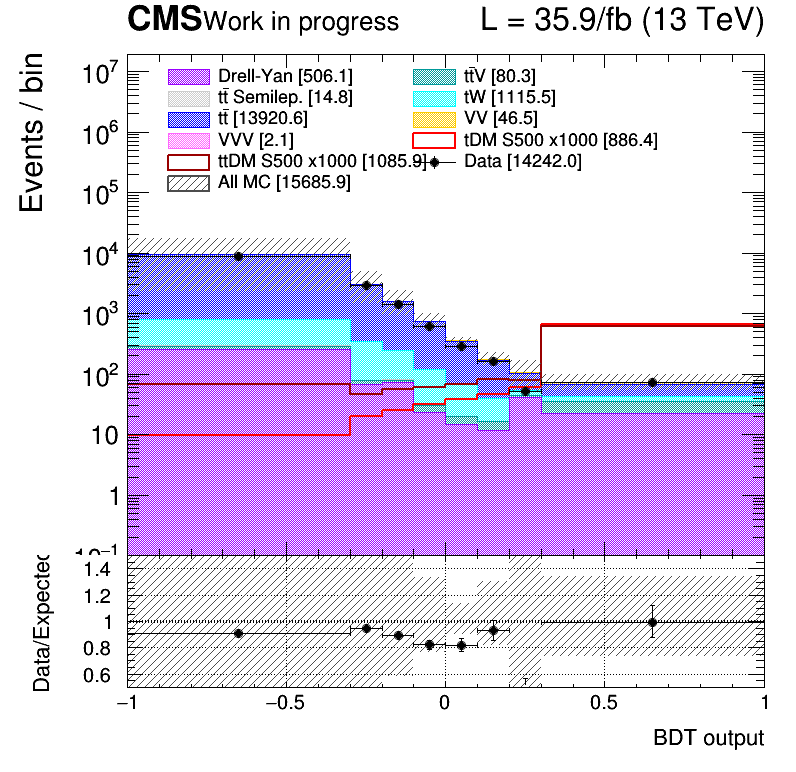 CMS Work in progress L = 35.9/fb (13 TeV)
Events / bin
Drell-Yan [506.1] tt̄V [80.3]
tt̄ Semilep. [14.8] tW [1115.5]
tt̄ [13920.6] VV [46.5]
VVV [2.1] tDM S500 x1000 [886.4]
ttDM S500 x1000 [1085.9] Data [14242.0]
All MC [15685.9]
10⁷
10⁶
10⁵
10⁴
10³
10²
10
1
10⁻¹
Data/Expected
1.4
1.2
1
0.8
0.6
−1 −0.5 0 0.5 1
BDT output